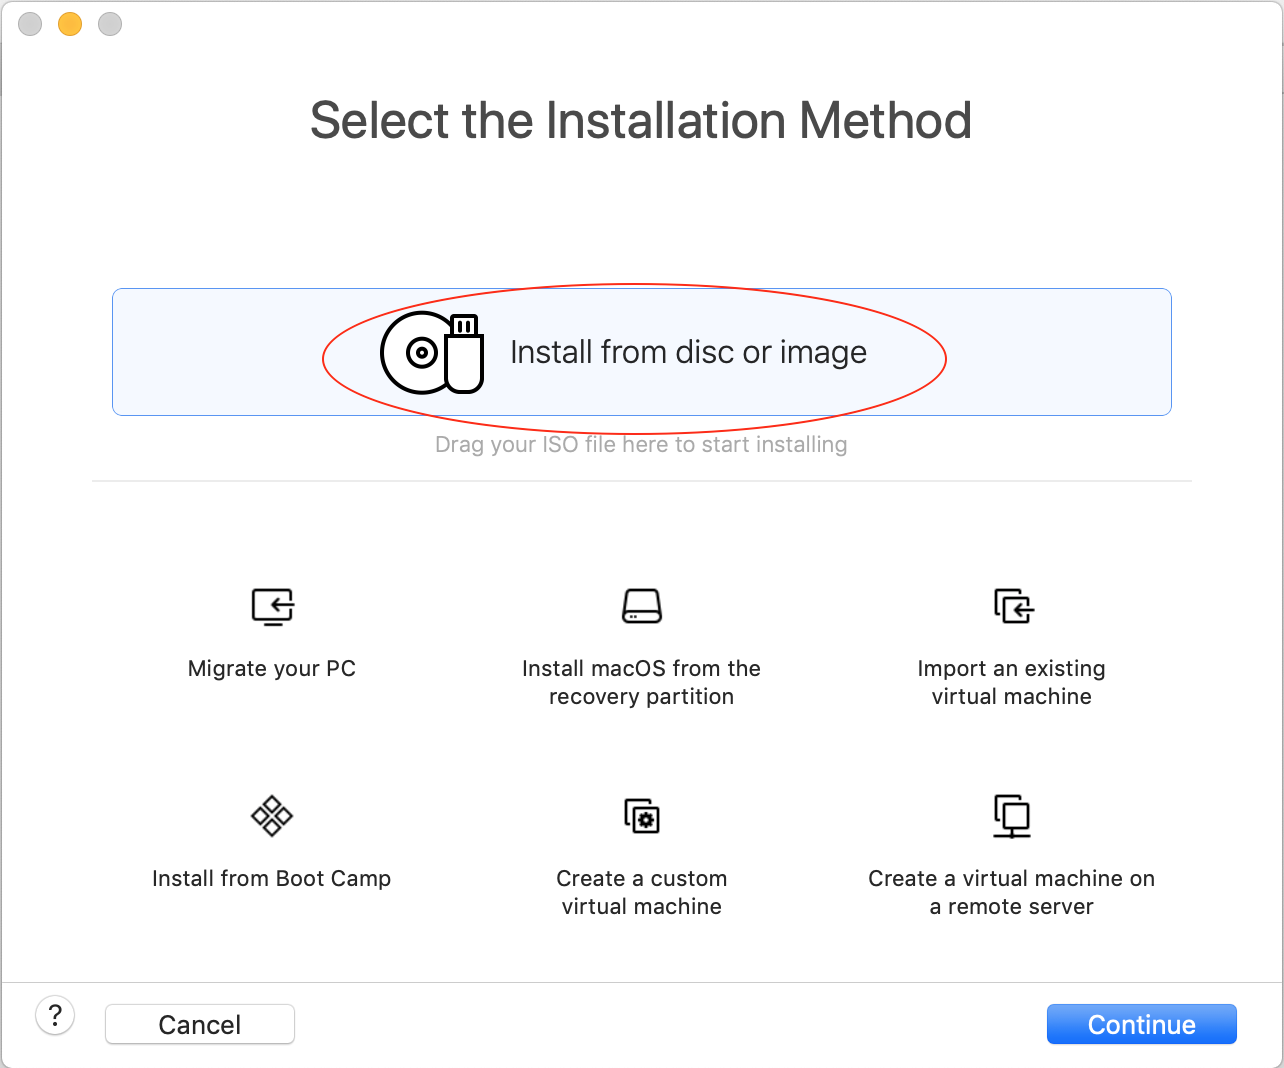 Select the Installation Method
Install from disc or image
Drag your ISO file here to start installing
Migrate your PC
Install macOS from the
recovery partition
Import an existing
virtual machine
Install from Boot Camp
Create a custom
virtual machine
Create a virtual machine on
a remote server
?
Cancel
Continue